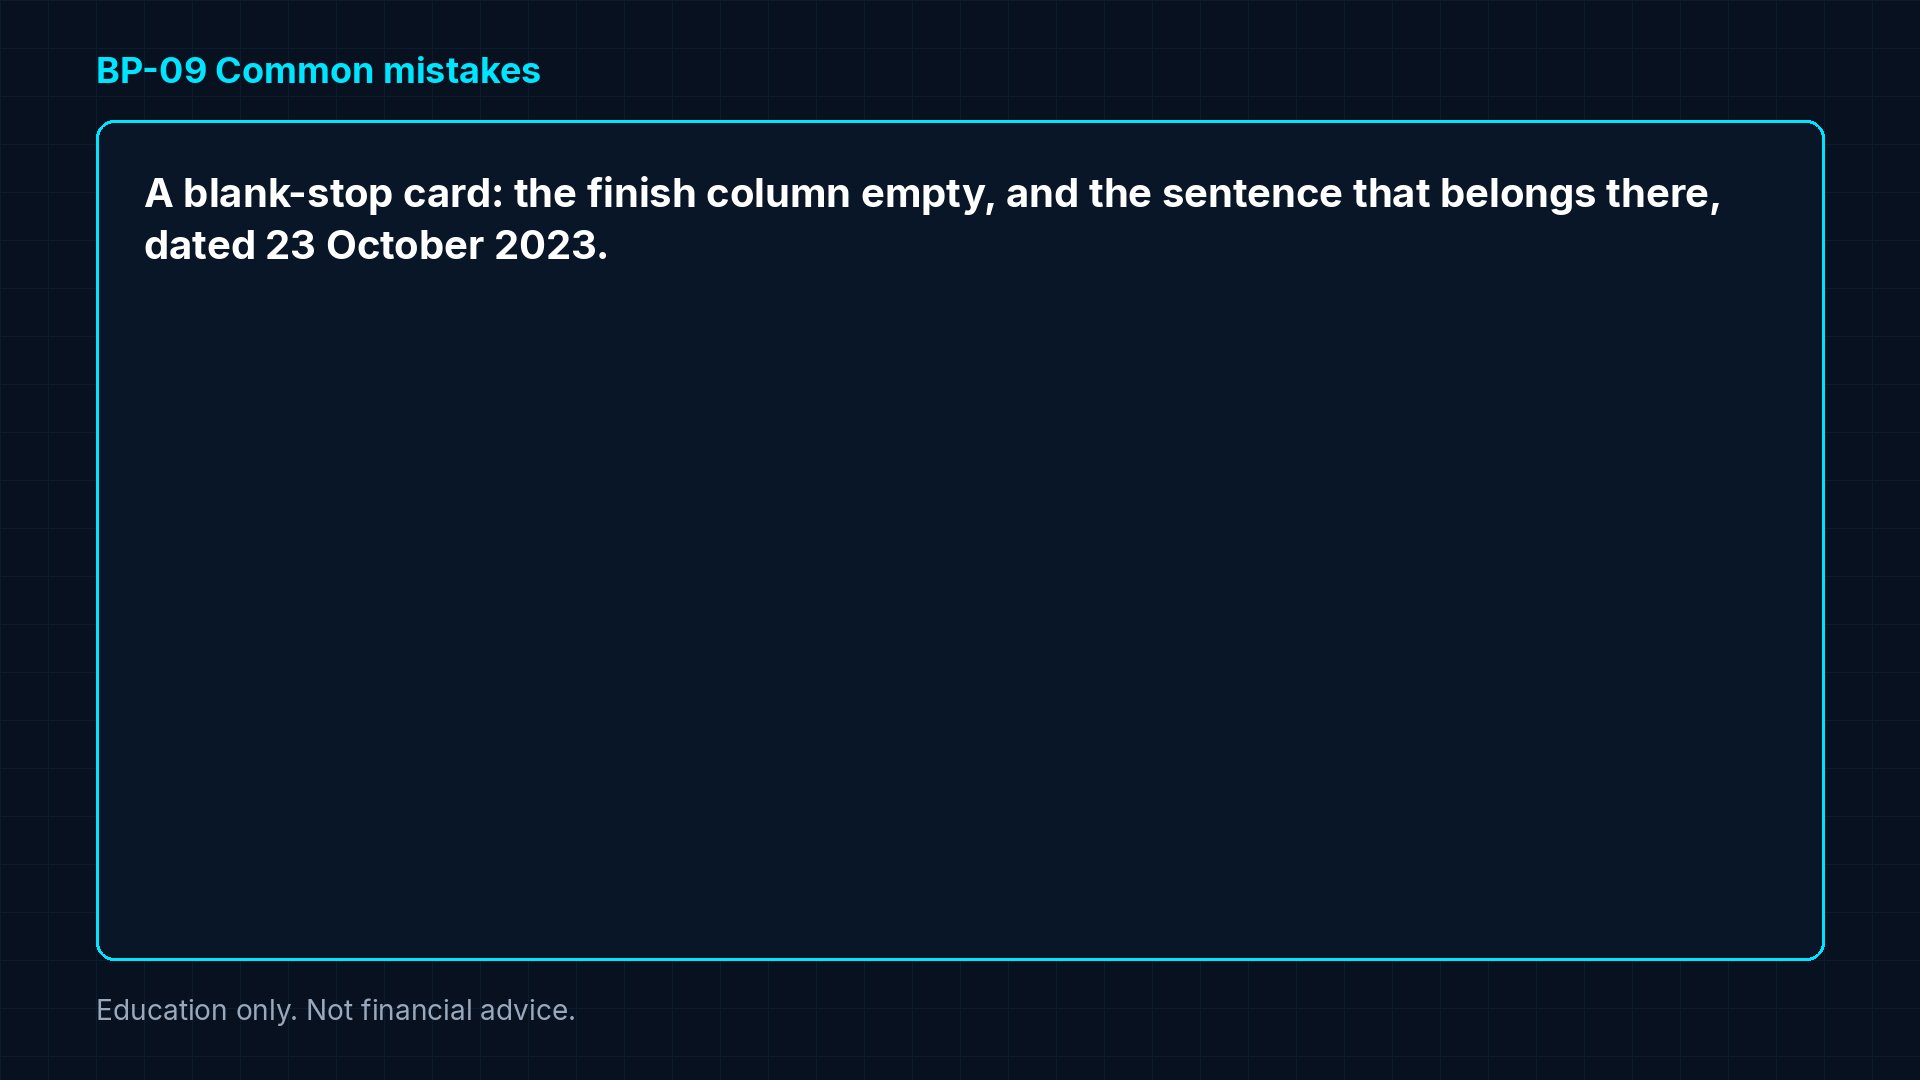 BP-09 Common mistakes
A blank-stop card: the finish column empty, and the sentence that belongs there,
dated 23 October 2023.
Education only. Not financial advice.